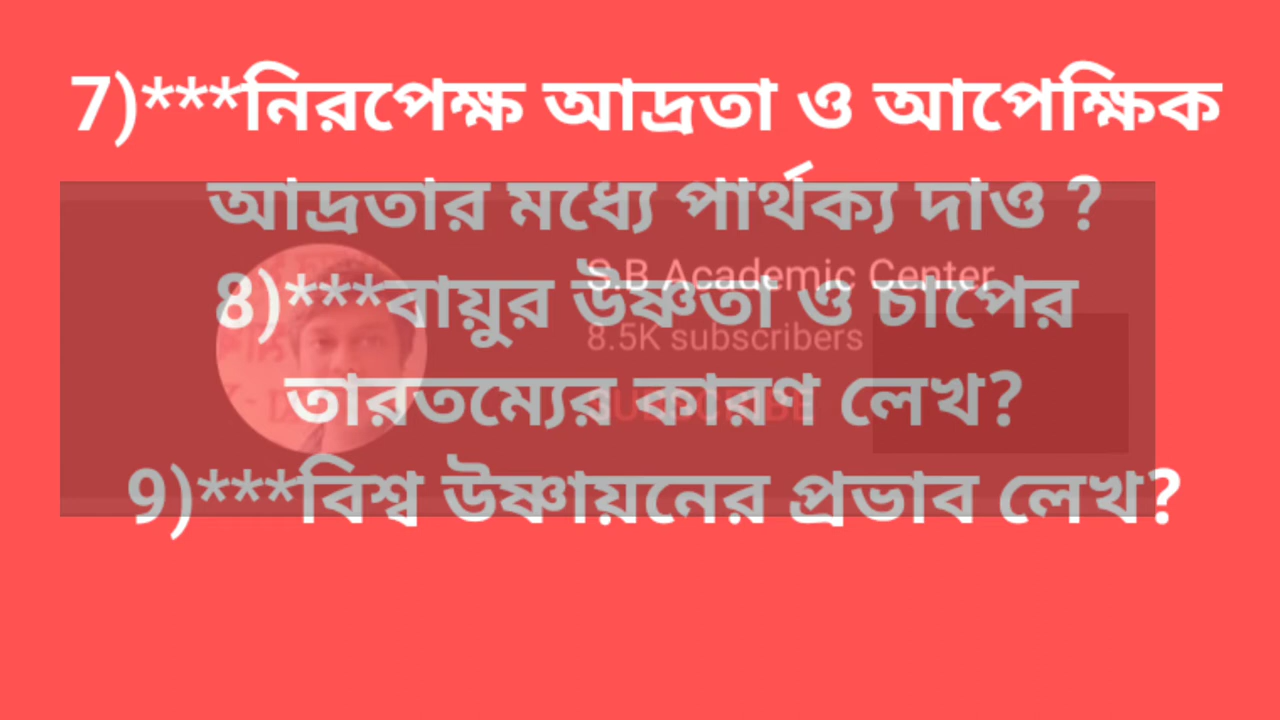 7)***নিরপেক্ষ আদ্রতা ও আপেক্ষিক
আদ্রতার মধ্যে পার্থক্য দাও ?
S.B Academic Center
8)***বায়ুর উষ্ণতা ও চাপের
8.5K subscribers
তারতম্যের কারণ লেখ?
SUBSCRIBE
9)***বিশ্ব উষ্ণায়নের প্রভাব লেখ?